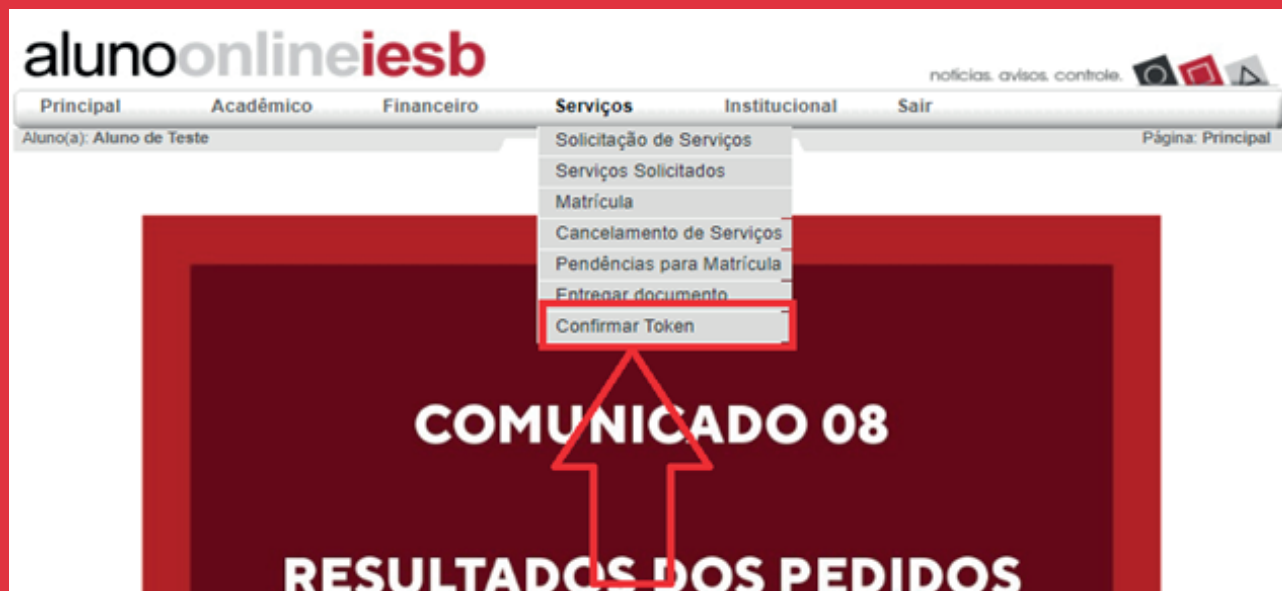 alunoonlineiesb
notícias. avisos. controle.
Principal Acadêmico Financeiro Serviços Institucional Sair
Aluno(a): Aluno de Teste Página: Principal
Solicitação de Serviços
Serviços Solicitados
Matrícula
Cancelamento de Serviços
Pendências para Matrícula
Entregar documento
Confirmar Token
COMUNICADO 08
RESULTADOS DOS PEDIDOS